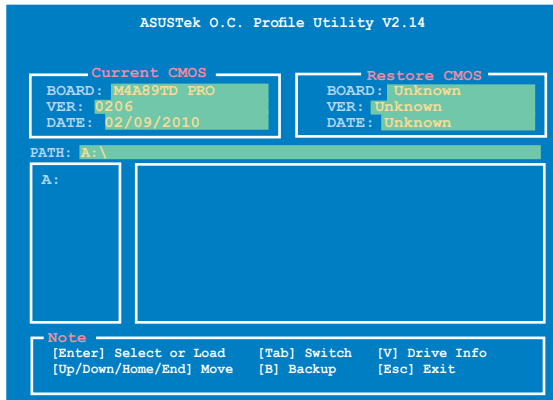 ASUSTek O.C. Profile Utility V2.14
Current CMOS
BOARD: M4A89TD PRO
VER: 0206
DATE: 02/09/2010
Restore CMOS
BOARD: Unknown
VER: Unknown
DATE: Unknown
PATH: A:\
A:
Note
[Enter] Select or Load [Tab] Switch [V] Drive Info
[Up/Down/Home/End] Move [B] Backup [Esc] Exit